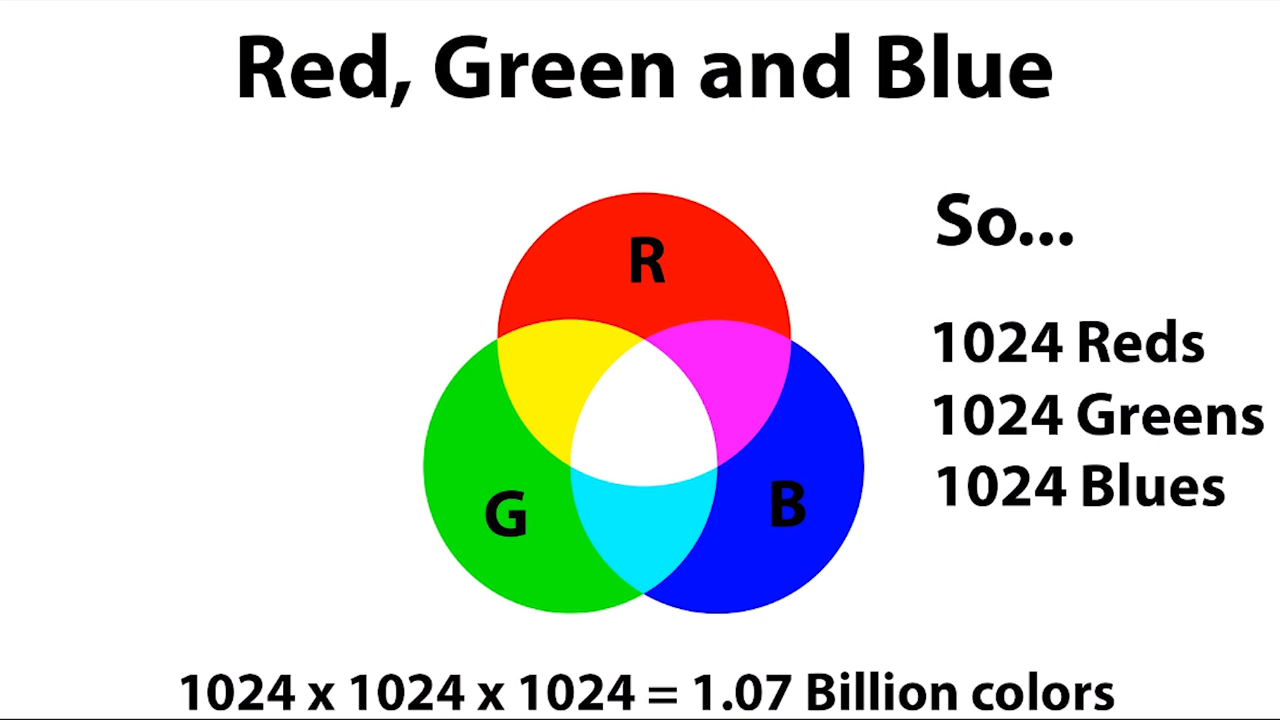 Red, Green and Blue
So...
R
1024 Reds
1024 Greens
1024 Blues
G
B
1024 x 1024 x 1024 = 1.07 Billion colors